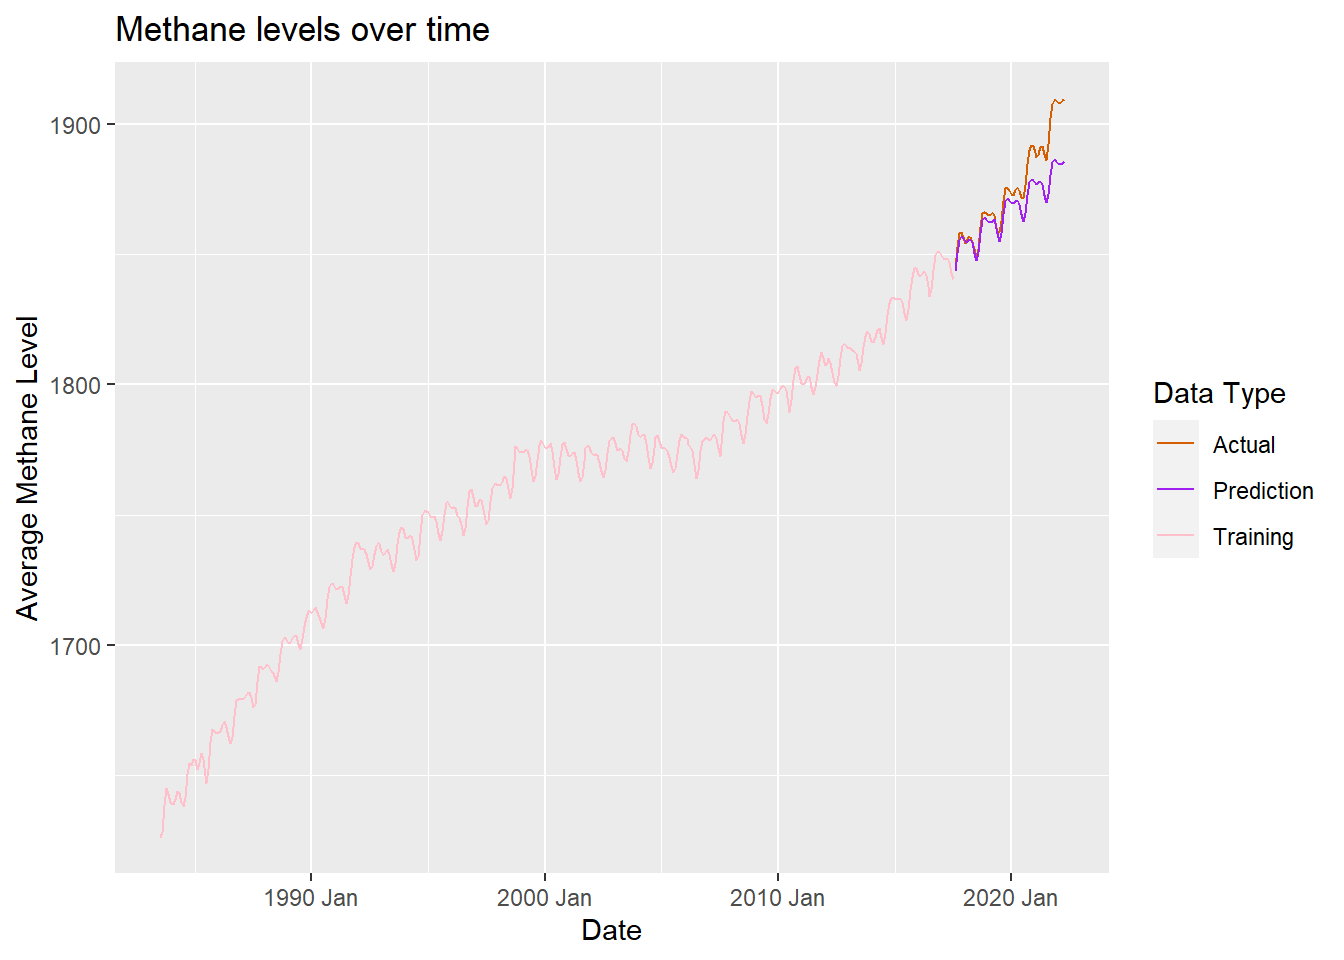 Methane levels over time
Average Methane Level
1900
1800
1700
1990 Jan
2000 Jan
2010 Jan
2020 Jan
Date
Data Type
Actual
Prediction
Training